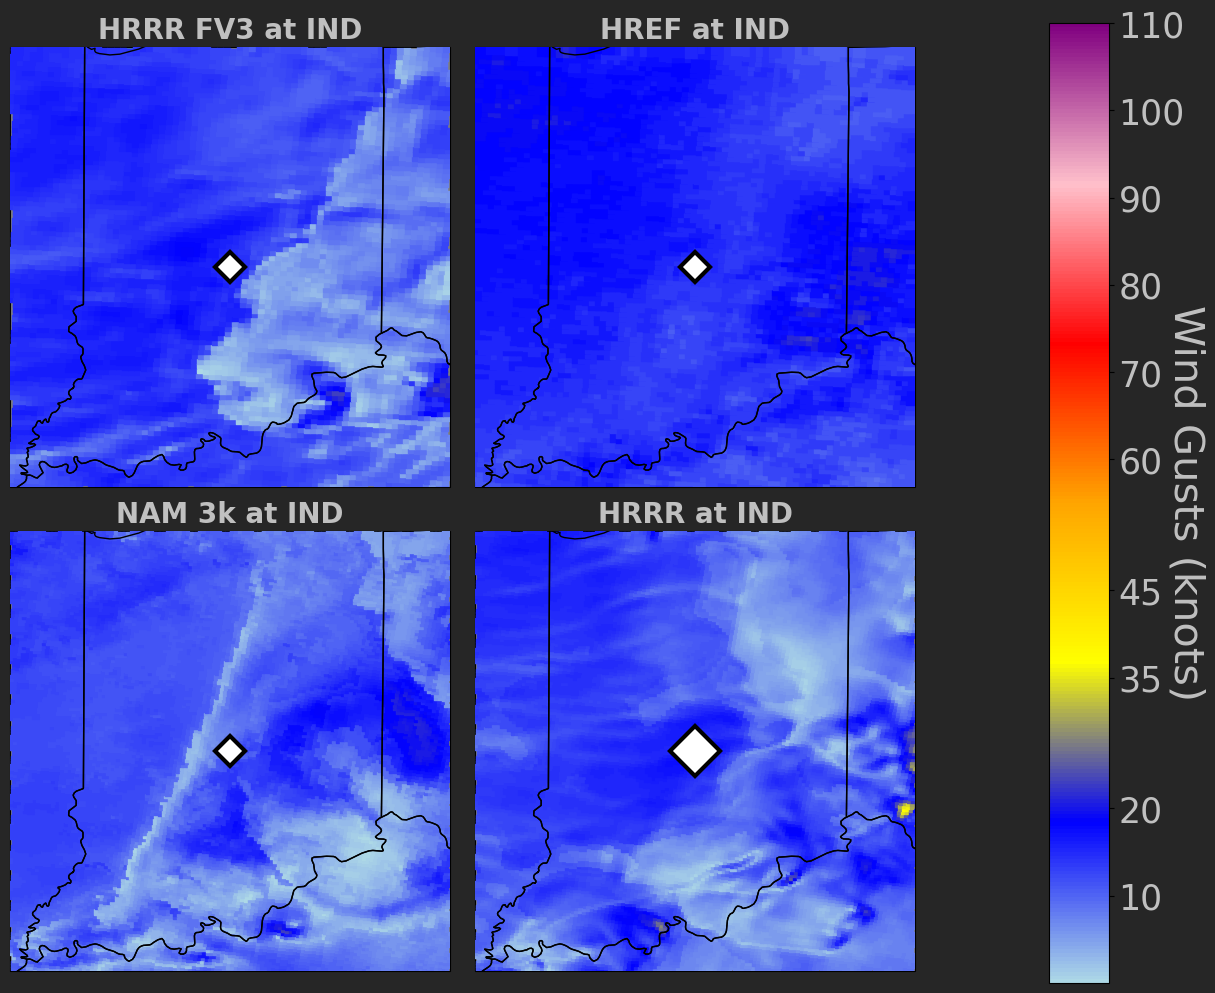 HRRR FV3 at IND
HREF at IND
NAM 3k at IND
HRRR at IND
110
100
90
80
70
60
45
35
20
10
Wind Gusts (knots)